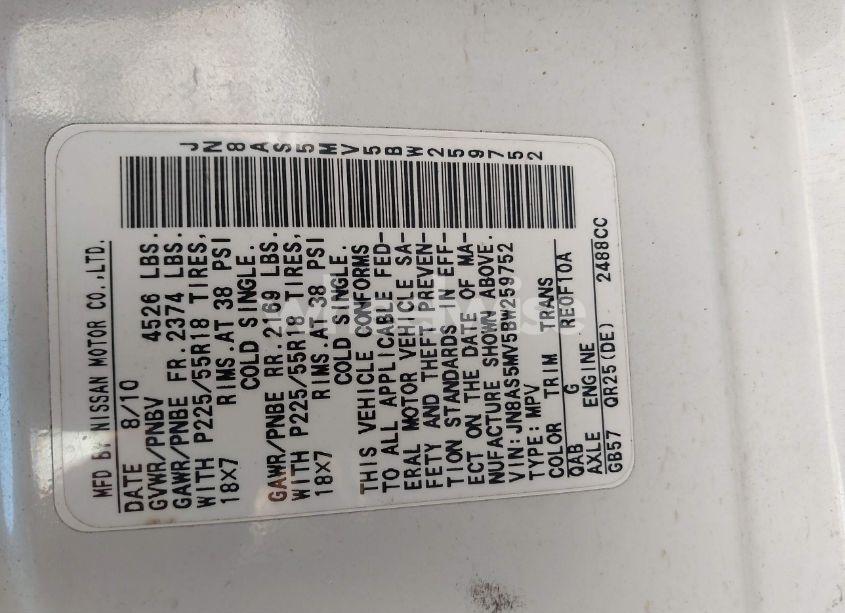 JN8AS5MV5BW259752
MFD BY NISSAN MOTOR CO.,LTD.
DATE 8/10
GVWR/PNBV 4526 LBS.
GAWR/PNBE FR. 2374 LBS.
WITH P225/55R18 TIRES,
18X7 RIMS.AT 38 PSI
COLD SINGLE.
GAWR/PNBE RR. 2169 LBS.
WITH P225/55R18 TIRES,
18X7 RIMS.AT 38 PSI
COLD SINGLE.
THIS VEHICLE CONFORMS
TO ALL APPLICABLE FED-
ERAL MOTOR VEHICLE SA-
FETY AND THEFT PREVEN-
TION STANDARDS IN EFF-
ECT ON THE DATE OF MA-
NUFACTURE SHOWN ABOVE.
VIN:JN8AS5MV5BW259752
TYPE:MPV
COLOR TRIM TRANS
QAB G RE0F10A
AXLE ENGINE
GB57 QR25(DE) 2488CC